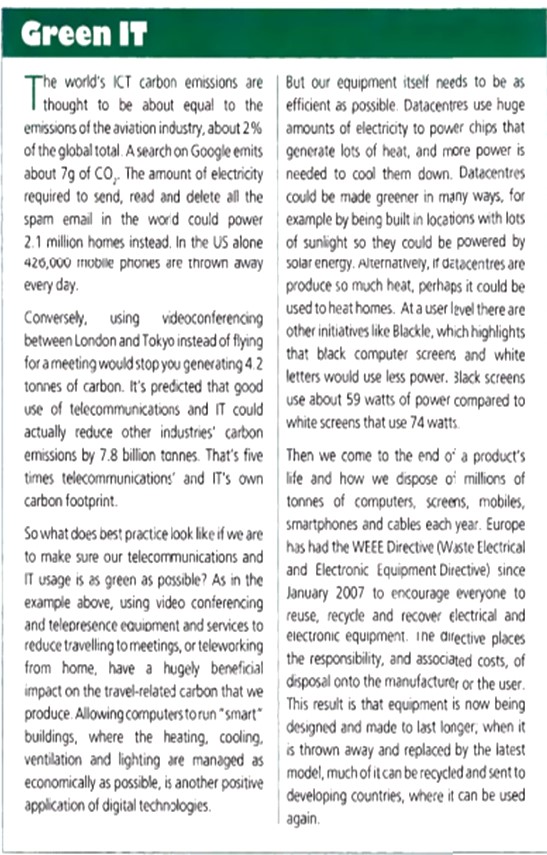 Green IT
The world's ICT carbon emissions are
thought to be about equal to the
emissions of the aviation industry, about 2%
of the global total. A search on Google emits
about 7g of CO₂. The amount of electricity
required to send, read and delete all the
spam email in the world could power
2.1 million homes instead. In the US alone
426,000 mobile phones are thrown away
every day.
Conversely, using videoconferencing
between London and Tokyo instead of flying
for a meeting would stop you generating 4.2
tonnes of carbon. It's predicted that good
use of telecommunications and IT could
actually reduce other industries' carbon
emissions by 7.8 billion tonnes. That's five
times telecommunications' and IT's own
carbon footprint.
So what does best practice look like if we are
to make sure our telecommunications and
IT usage is as green as possible? As in the
example above, using video conferencing
and telepresence equipment and services to
reduce travelling to meetings, or teleworking
from home, have a hugely beneficial
impact on the travel-related carbon that we
produce. Allowing computers to run "smart"
buildings, where the heating, cooling,
ventilation and lighting are managed as
economically as possible, is another positive
application of digital technologies.
But our equipment itself needs to be as
efficient as possible. Datacentres use huge
amounts of electricity to power chips that
generate lots of heat, and more power is
needed to cool them down. Datacentres
could be made greener in many ways, for
example by being built in locations with lots
of sunlight so they could be powered by
solar energy. Alternatively, if datacentres are
produce so much heat, perhaps it could be
used to heat homes. At a user level there are
other initiatives like Blackle, which highlights
that black computer screens and white
letters would use less power. Black screens
use about 59 watts of power compared to
white screens that use 74 watts.
Then we come to the end of a product's
life and how we dispose of millions of
tonnes of computers, screens, mobiles,
smartphones and cables each year. Europe
has had the WEEE Directive (Waste Electrical
and Electronic Equipment Directive) since
January 2007 to encourage everyone to
reuse, recycle and recover electrical and
electronic equipment. The directive places
the responsibility, and associated costs, of
disposal onto the manufacturer or the user.
This result is that equipment is now being
designed and made to last longer; when it
is thrown away and replaced by the latest
model, much of it can be recycled and sent to
developing countries, where it can be used
again.